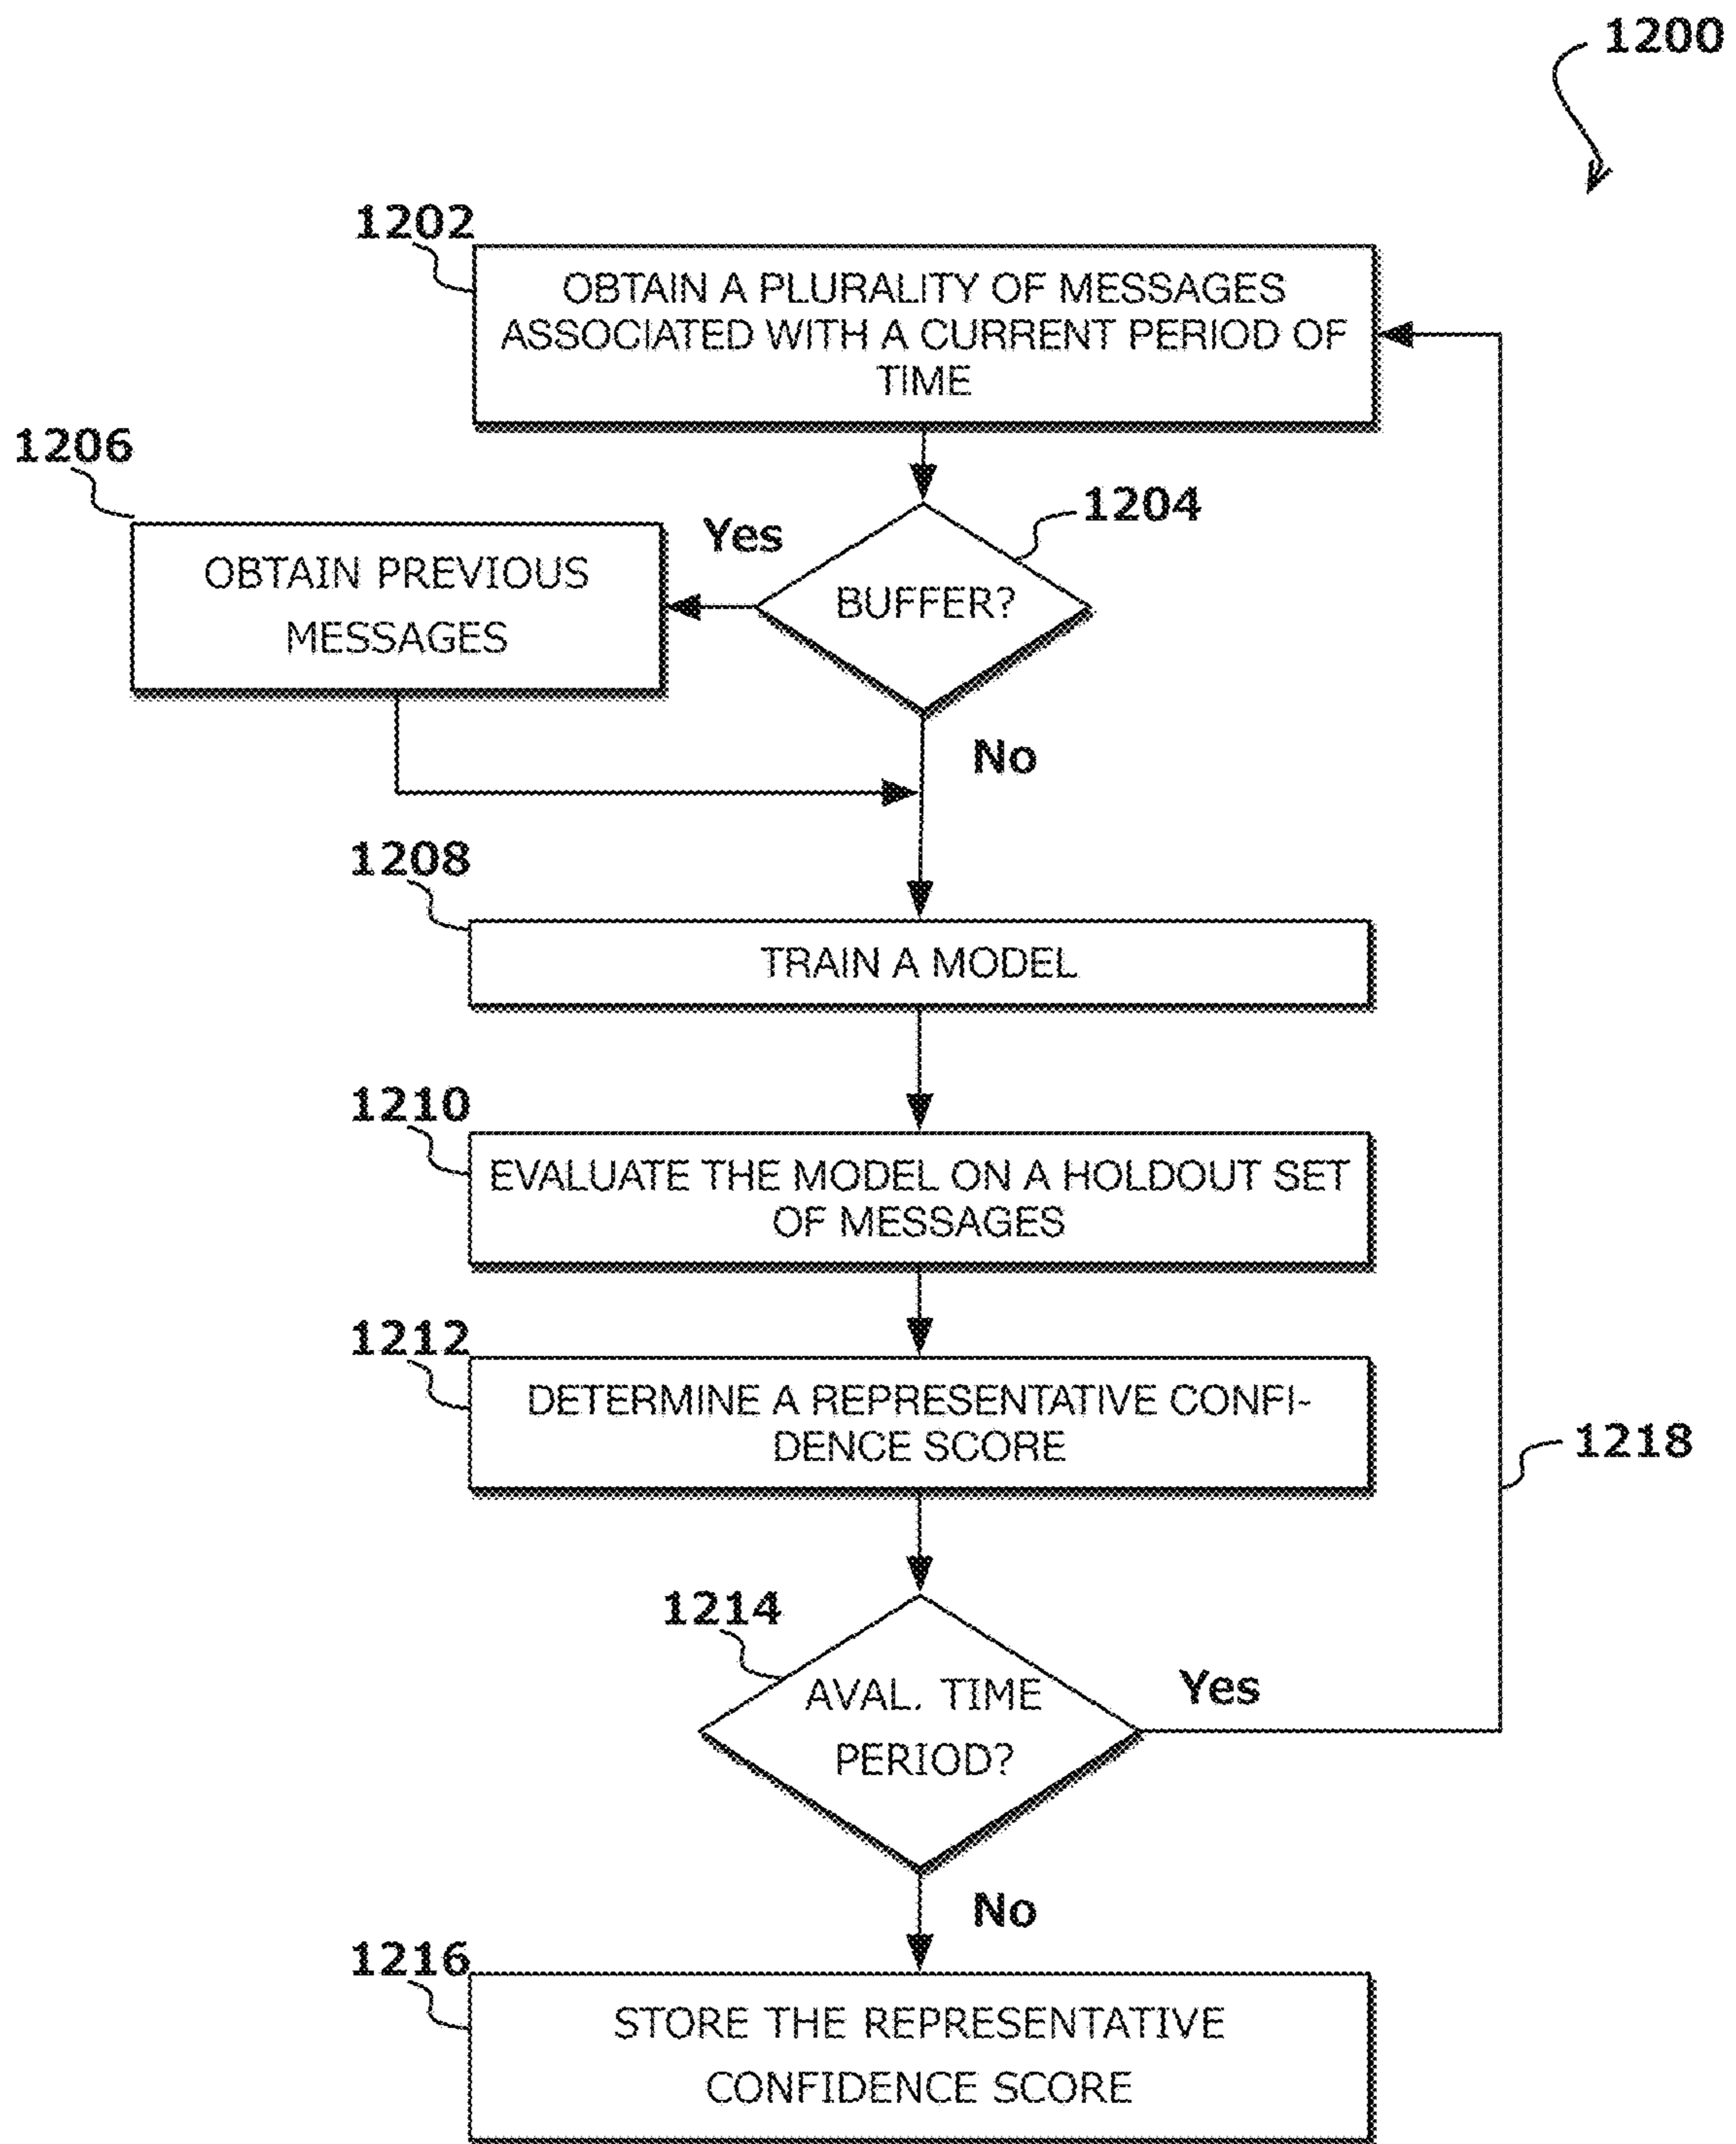 1200
1202
OBTAIN A PLURALITY OF MESSAGES
ASSOCIATED WITH A CURRENT PERIOD OF
TIME
1206
OBTAIN PREVIOUS
MESSAGES
Yes
1204
BUFFER?
No
1208
TRAIN A MODEL
1210
EVALUATE THE MODEL ON A HOLDOUT SET
OF MESSAGES
1212
DETERMINE A REPRESENTATIVE CONFI-
DENCE SCORE
1218
1214
AVAL. TIME
PERIOD?
Yes
No
1216
STORE THE REPRESENTATIVE
CONFIDENCE SCORE